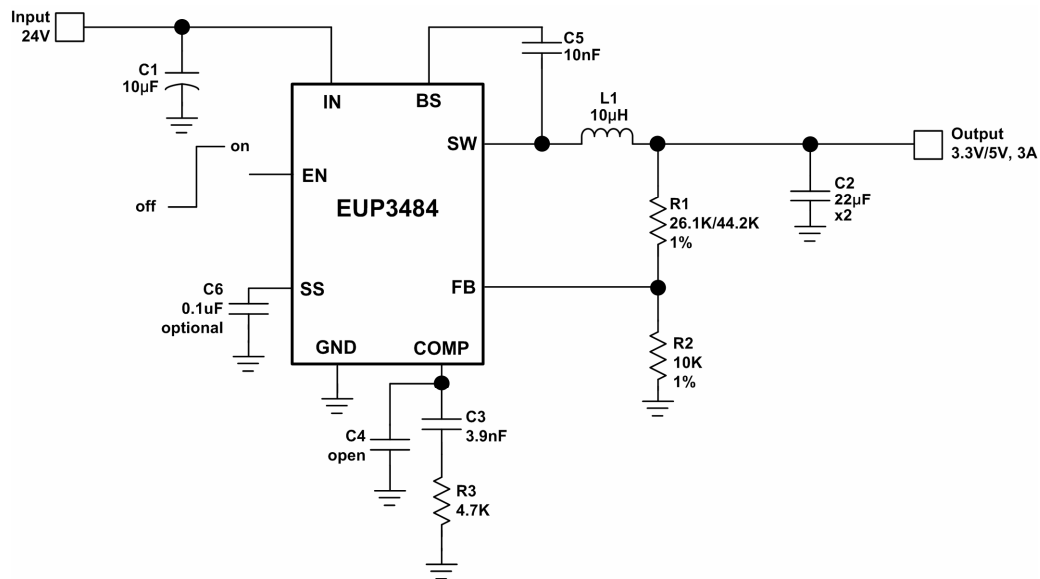 Input
24V
C1
10µF
on
off
C6
0.1uF
optional
IN
BS
SW
EN
EUP3484
SS
FB
GND
COMP
C5
10nF
L1
10µH
Output
3.3V/5V, 3A
C2
22µF
x2
R1
26.1K/44.2K
1%
R2
10K
1%
C3
3.9nF
C4
open
R3
4.7K